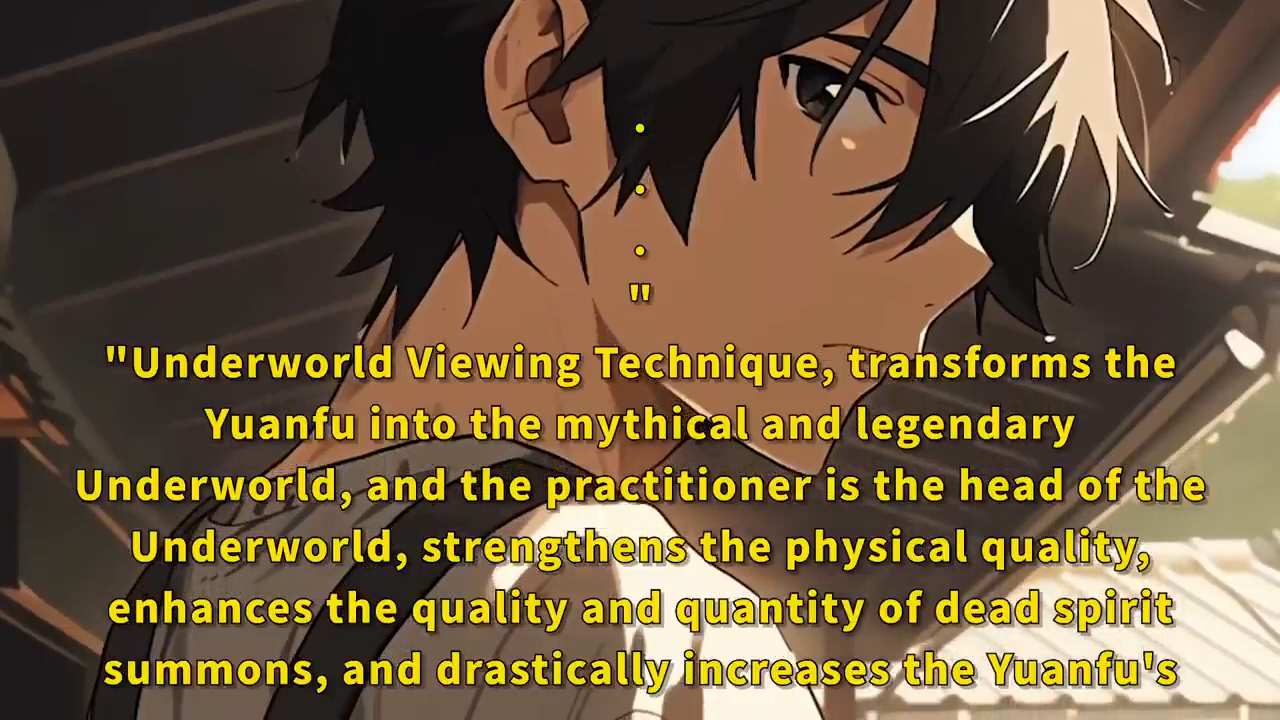 .
.
.
"
"Underworld Viewing Technique, transforms the
Yuanfu into the mythical and legendary
Underworld, and the practitioner is the head of the
Underworld, strengthens the physical quality,
enhances the quality and quantity of dead spirit
summons, and drastically increases the Yuanfu's